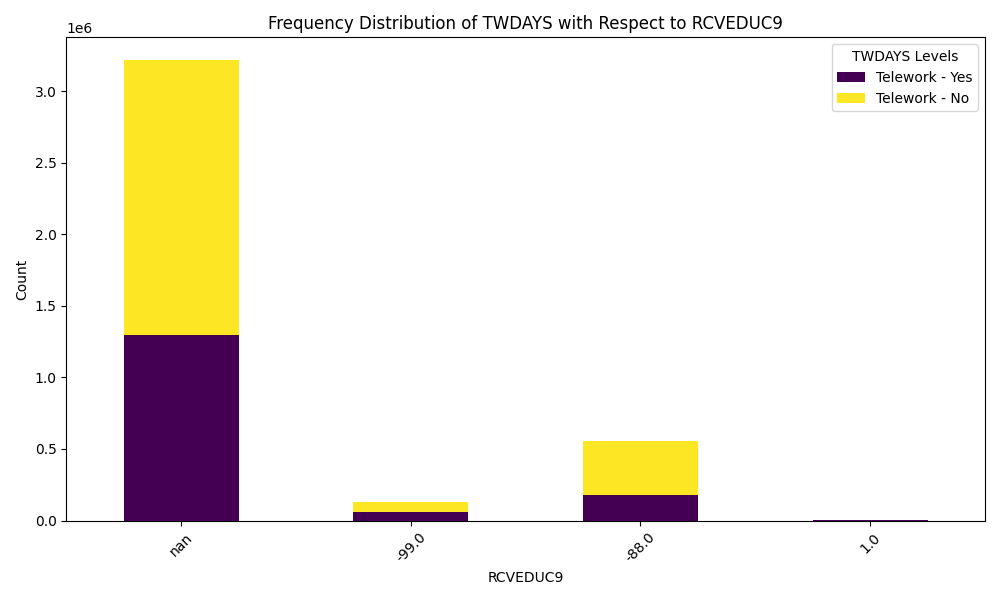 Frequency Distribution of TWDAYS with Respect to RCVEDUC9
1e6
TWDAYS Levels
Telework - Yes
Telework - No
3.0
2.5
2.0
1.5
1.0
0.5
0.0
Count
nan
-99.0
-88.0
1.0
RCVEDUC9